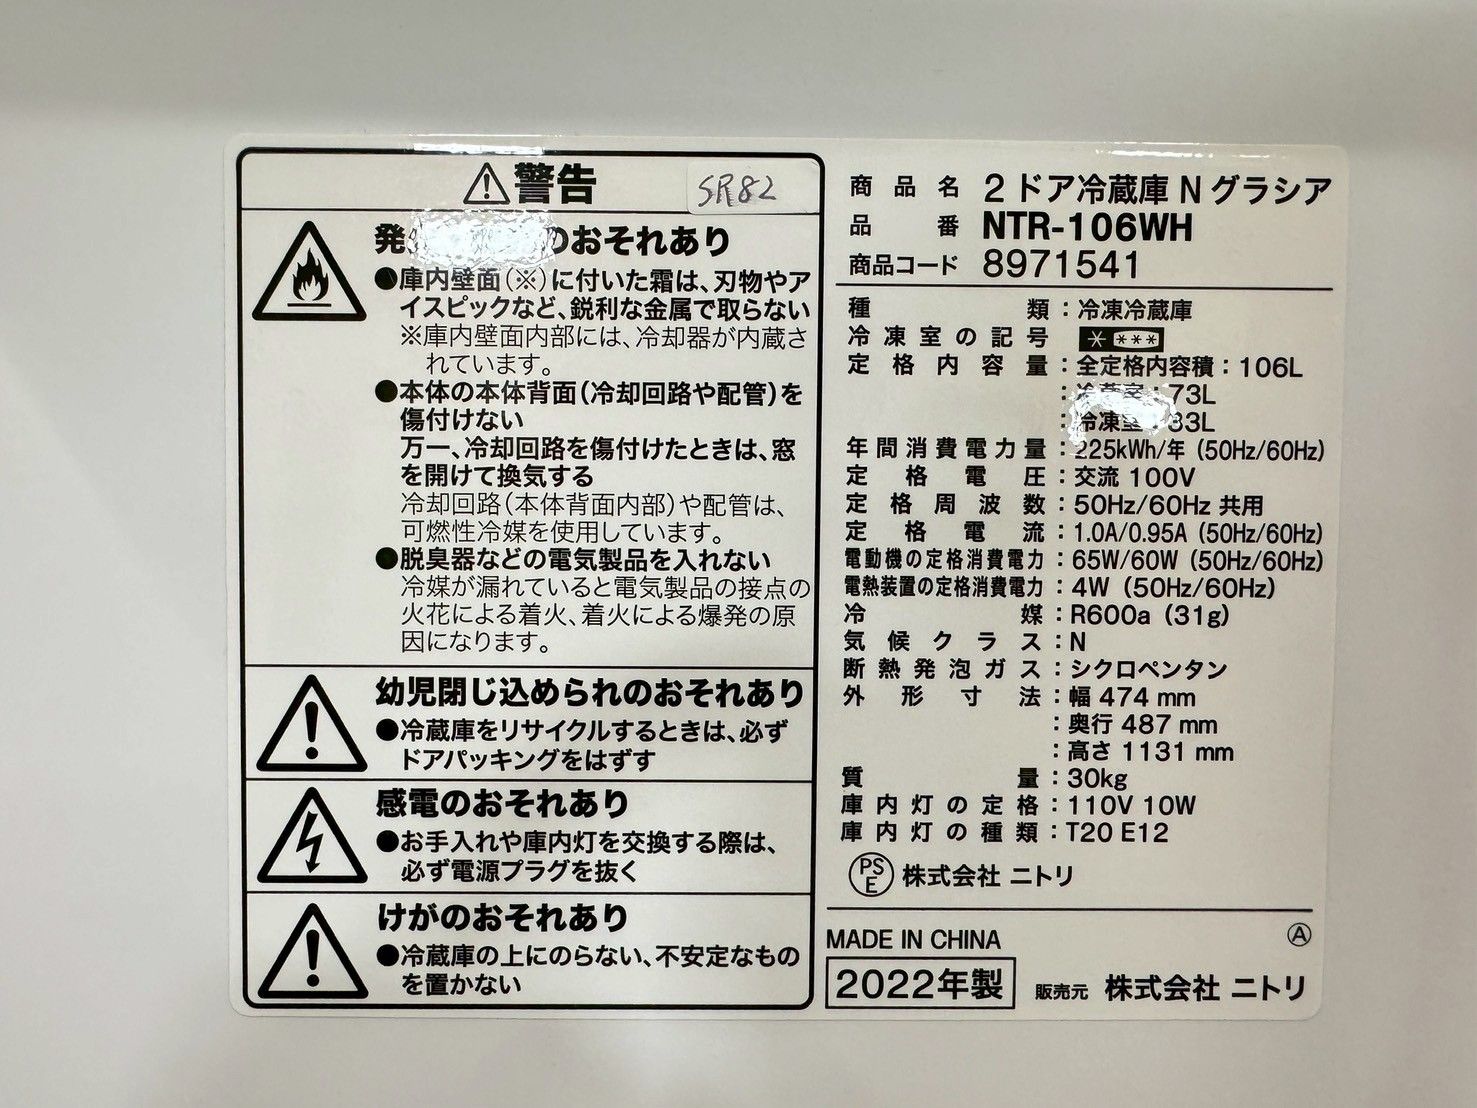 警告
SR82
発 のおそれあり
●庫内壁面(※)に付いた霜は、刃物やア
イスピックなど、鋭利な金属で取らない
※庫内壁面内部には、冷却器が内蔵さ
れています。
●本体の本体背面(冷却回路や配管)を
傷付けない
万一、冷却回路を傷付けたときは、窓
を開けて換気する
冷却回路(本体背面内部)や配管は、
可燃性冷媒を使用しています。
●脱臭器などの電気製品を入れない
冷媒が漏れていると電気製品の接点の
火花による着火、着火による爆発の原
因になります。
幼児閉じ込められのおそれあり
●冷蔵庫をリサイクルするときは、必ず
ドアパッキングをはずす
感電のおそれあり
●お手入れや庫内灯を交換する際は、
必ず電源プラグを抜く
けがのおそれあり
●冷蔵庫の上にのらない、不安定なもの
を置かない
商品名 2ドア冷蔵庫 N グラシア
品番 NTR-106WH
商品コード 8971541
種類:冷凍冷蔵庫
冷凍室の記号 * ***
定格内容量:全定格内容積:106L
:冷蔵室:73L
:冷凍室:33L
年間消費電力量:225kWh/年 (50Hz/60Hz)
定格電圧:交流 100V
定格周波数:50Hz/60Hz 共用
定格電流:1.0A/0.95A (50Hz/60Hz)
電動機の定格消費電力:65W/60W (50Hz/60Hz)
電熱装置の定格消費電力:4W (50Hz/60Hz)
冷媒:R600a (31g)
気候クラス:N
断熱発泡ガス:シクロペンタン
外形寸法:幅 474 mm
:奥行 487 mm
:高さ 1131 mm
質量:30kg
庫内灯の定格:110V 10W
庫内灯の種類:T20 E12
PSE 株式会社 ニトリ
MADE IN CHINA Ⓐ
2022年製 販売元 株式会社 ニトリ